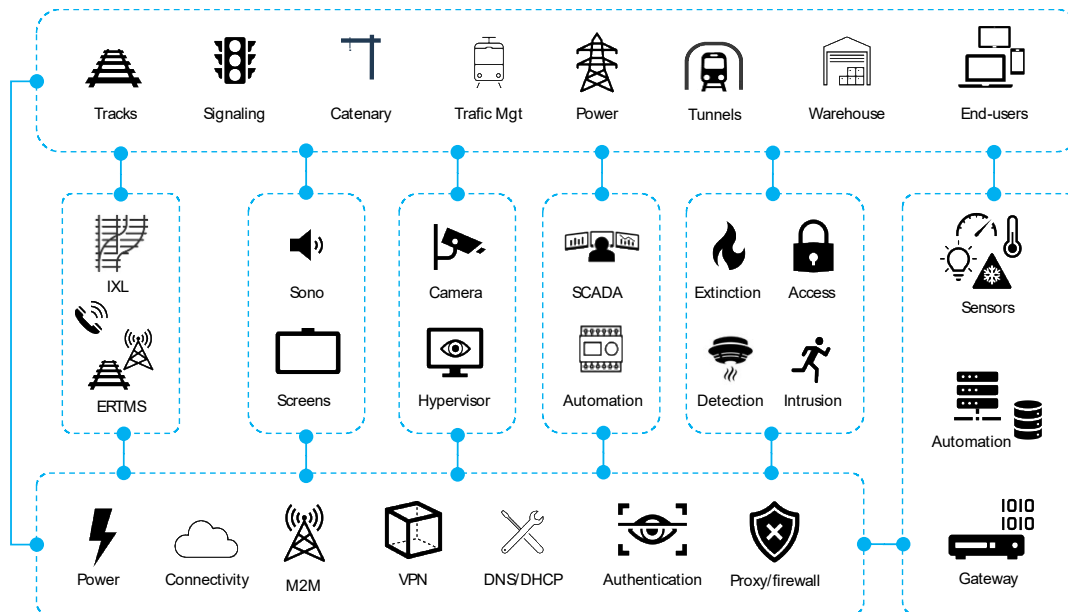 Tracks
Signaling
Catenary
Trafic Mgt
Power
Tunnels
Warehouse
End-users
IXL
ERTMS
Sono
Screens
Camera
Hypervisor
SCADA
Automation
Extinction
Access
Detection
Intrusion
Sensors
Automation
1010
1010
Gateway
Power
Connectivity
M2M
VPN
DNS/DHCP
Authentication
Proxy/firewall